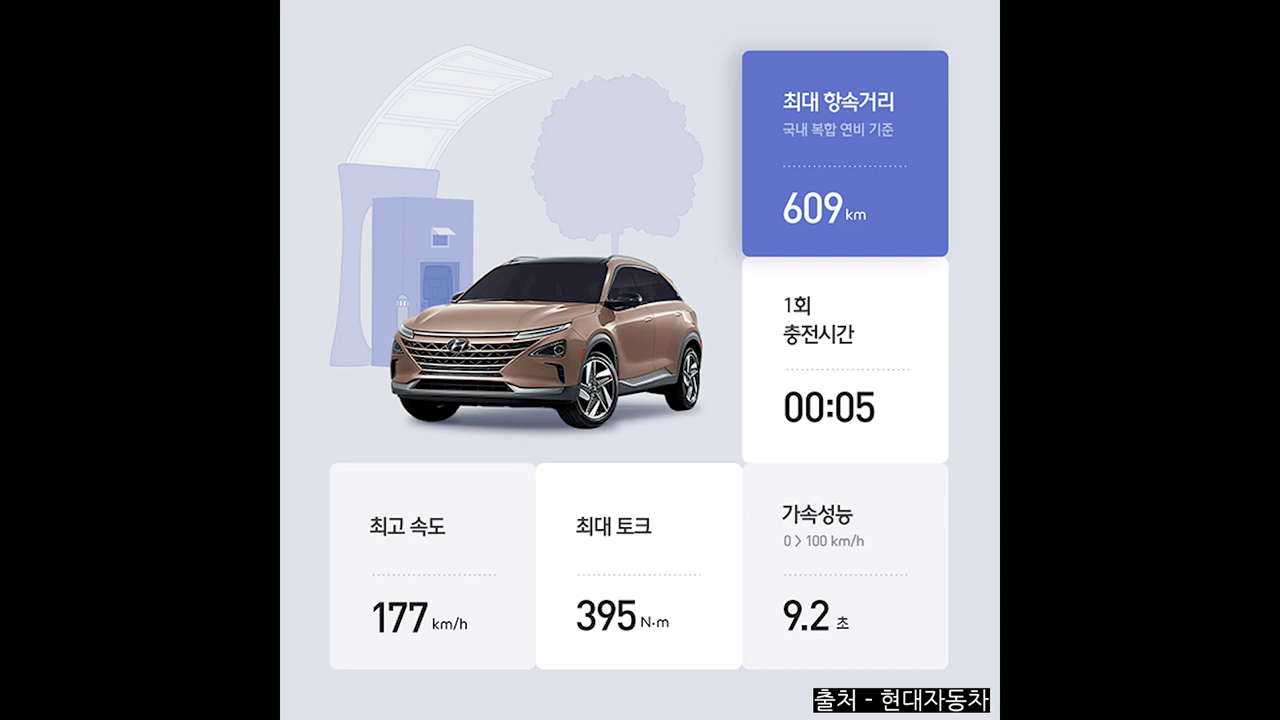 최대 항속거리
국내 복합 연비 기준
609 km
1회
충전시간
00:05
최고 속도
177 km/h
최대 토크
395 N·m
가속성능
0 > 100 km/h
9.2 초
출처 - 현대자동차